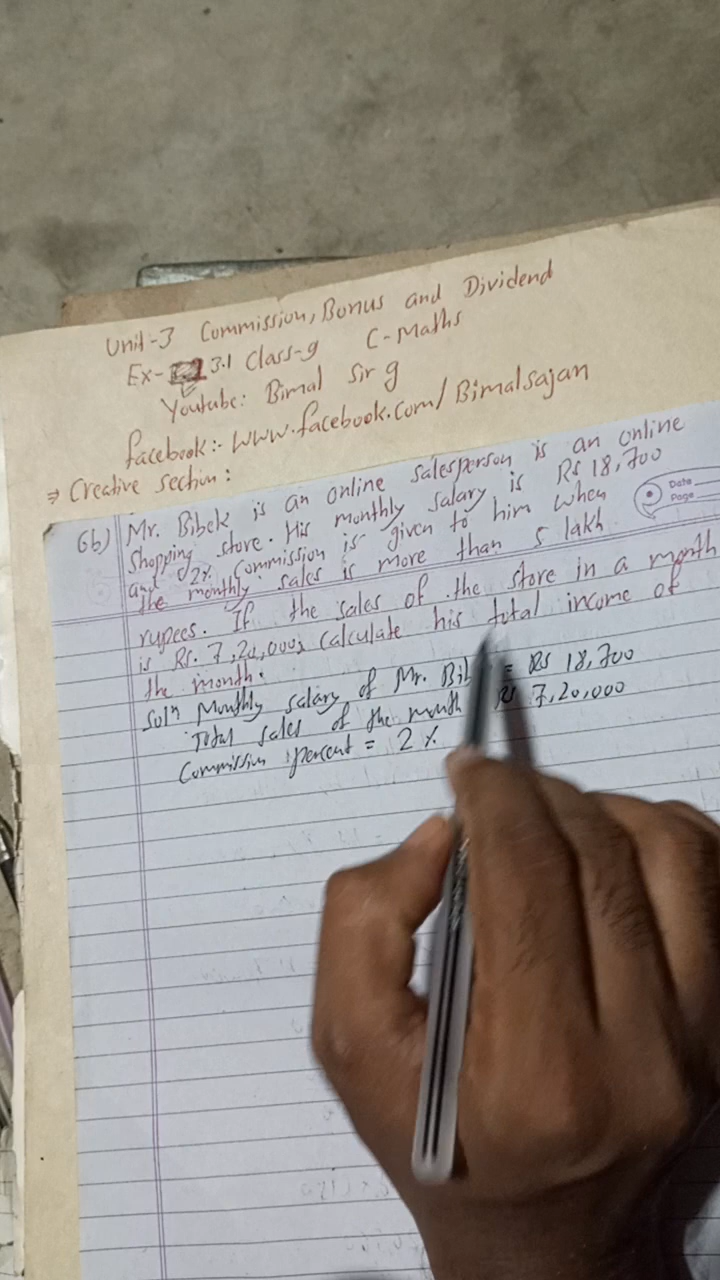 Unit-3 Commission, Bonus and Dividend
Ex- 3.1 Class-9 C-Maths
Youtube: Bimal Sir g
facebook:- www.facebook.com/Bimalsajan
⇒ Creative section:
6b) Mr. Bibek is an online salesperson is an online
Shopping store. His monthly salary is Rs 18,700
and 2% Commission is given to him when
the monthly sales is more than 5 lakh
rupees. If the sales of the store in a month
is Rs. 7,20,000, calculate his total income of
the month.
Date
Page
Solⁿ Monthly salary of Mr. = Rs 18,700
Total sales of the month Rs 7,20,000
Commission percent = 2%